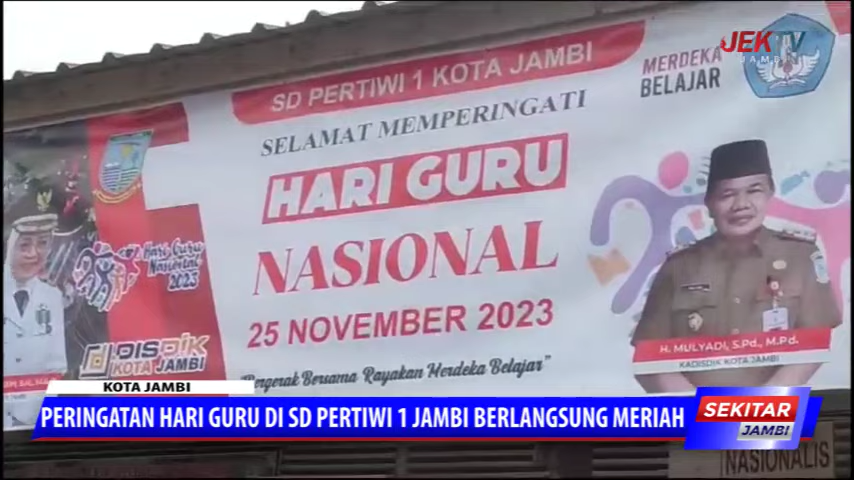 JEKTV
JAMBI
SD PERTIWI 1 KOTA JAMBI
MERDEKA
BELAJAR
SELAMAT MEMPERINGATI
HARI GURU
NASIONAL
25 NOVEMBER 2023
"Bergerak Bersama Rayakan Merdeka Belajar"
Hari Guru
Nasional
2023
DISDIK
KOTA JAMBI
H. MULYADI, S.Pd., M.Pd.
KADISDIK KOTA JAMBI
KOTA JAMBI
PERINGATAN HARI GURU DI SD PERTIWI 1 JAMBI BERLANGSUNG MERIAH
SEKITAR
JAMBI
NASIONALIS